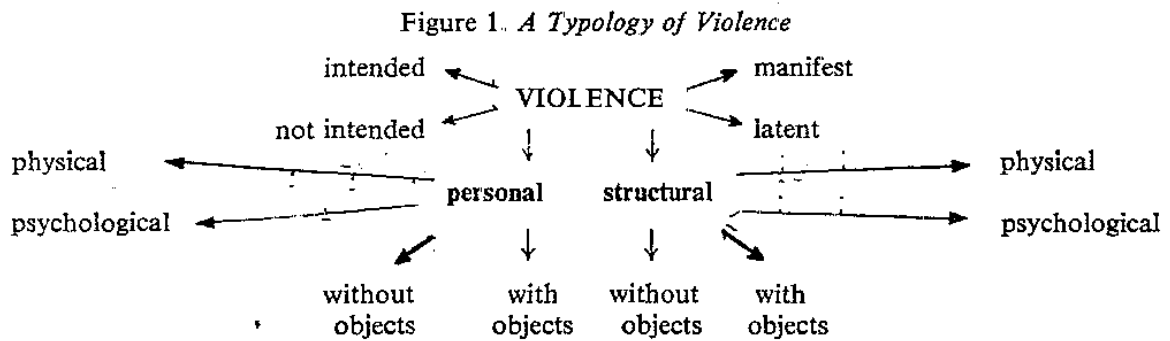 Figure 1. A Typology of Violence
intended manifest
VIOLENCE
not intended latent
physical physical
personal structural
psychological psychological
without with without with
objects objects objects objects